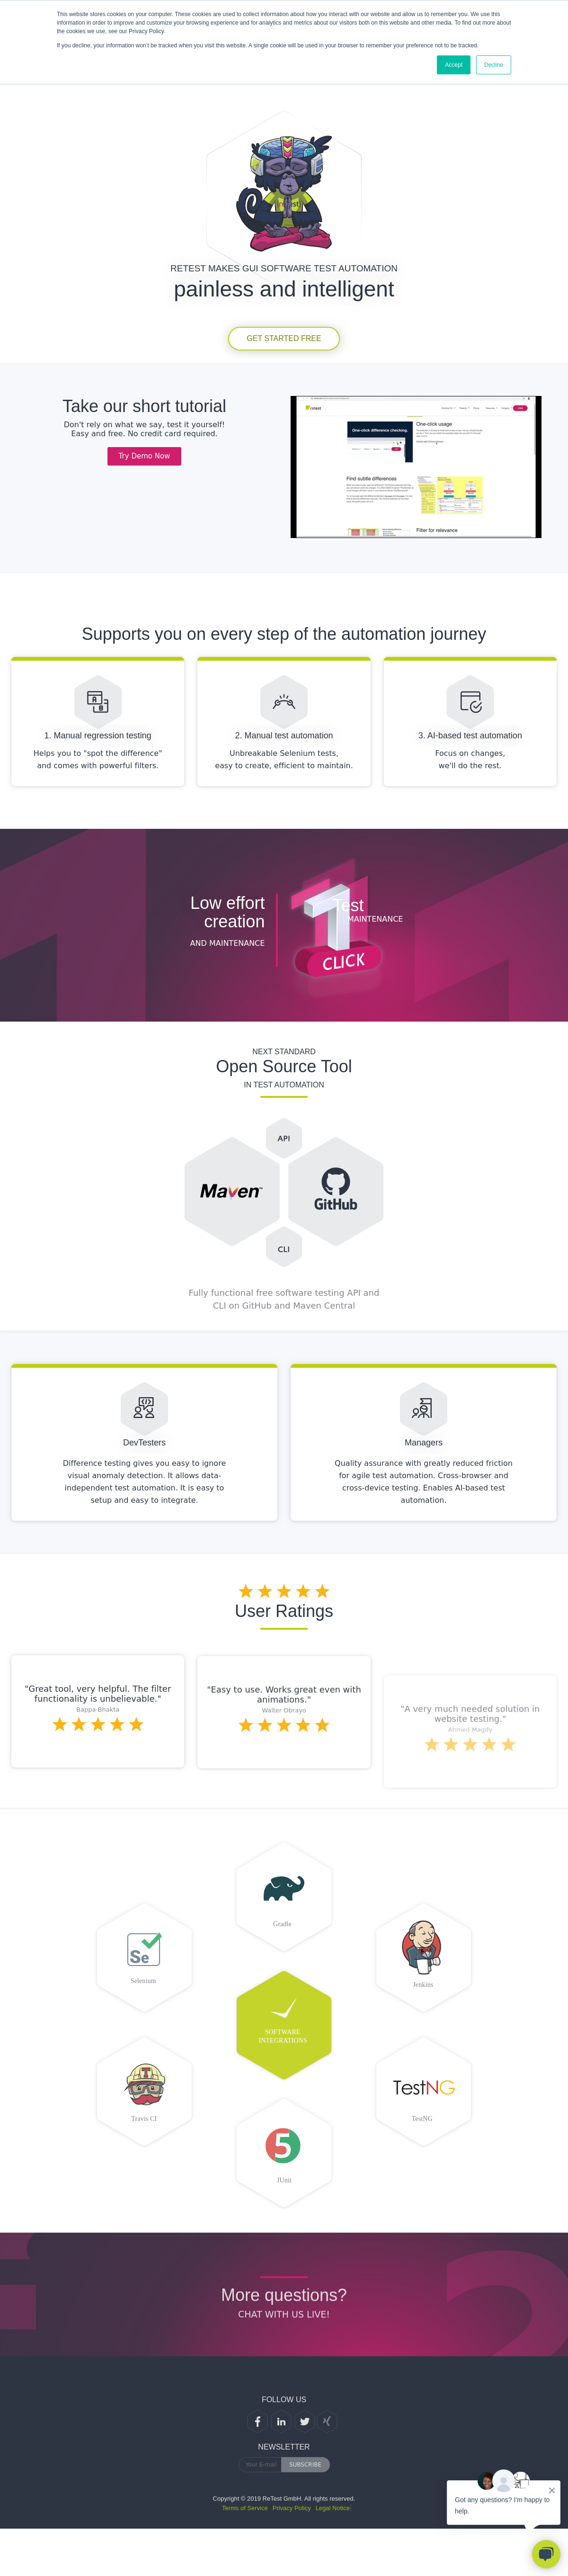 This website stores cookies on your computer. These cookies are used to collect information about how you interact with our website and allow us to remember you. We use this
information in order to improve and customize your browsing experience and for analytics and metrics about our visitors both on this website and other media. To find out more about
the cookies we use, see our Privacy Policy.
If you decline, your information won't be tracked when you visit this website. A single cookie will be used in your browser to remember your preference not to be tracked.
Accept
Decline
RETEST MAKES GUI SOFTWARE TEST AUTOMATION
painless and intelligent
GET STARTED FREE
Take our short tutorial
Don't rely on what we say, test it yourself!
Easy and free. No credit card required.
Try Demo Now
retest
One-click difference checking.
One-click usage
Find subtle differences
Filter for relevance
Supports you on every step of the automation journey
1. Manual regression testing
Helps you to "spot the difference"
and comes with powerful filters.
2. Manual test automation
Unbreakable Selenium tests,
easy to create, efficient to maintain.
3. AI-based test automation
Focus on changes,
we'll do the rest.
Low effort
creation
AND MAINTENANCE
1
CLICK
Test
MAINTENANCE
NEXT STANDARD
Open Source Tool
IN TEST AUTOMATION
API
Maven™
GitHub
CLI
Fully functional free software testing API and
CLI on GitHub and Maven Central
DevTesters
Difference testing gives you easy to ignore
visual anomaly detection. It allows data-
independent test automation. It is easy to
setup and easy to integrate.
Managers
Quality assurance with greatly reduced friction
for agile test automation. Cross-browser and
cross-device testing. Enables AI-based test
automation.
User Ratings
"Great tool, very helpful. The filter
functionality is unbelievable."
Bappa Bhakta
"Easy to use. Works great even with
animations."
Walter Obrayo
"A very much needed solution in
website testing."
Ahmed Magdy
Gradle
Se
Selenium
Jenkins
SOFTWARE
INTEGRATIONS
T
Travis CI
TestNG
TestNG
5
JUnit
More questions?
CHAT WITH US LIVE!
FOLLOW US
NEWSLETTER
Your E-mail
SUBSCRIBE
Copyright © 2019 ReTest GmbH. All rights reserved.
Terms of Service Privacy Policy Legal Notice
Got any questions? I'm happy to
help.